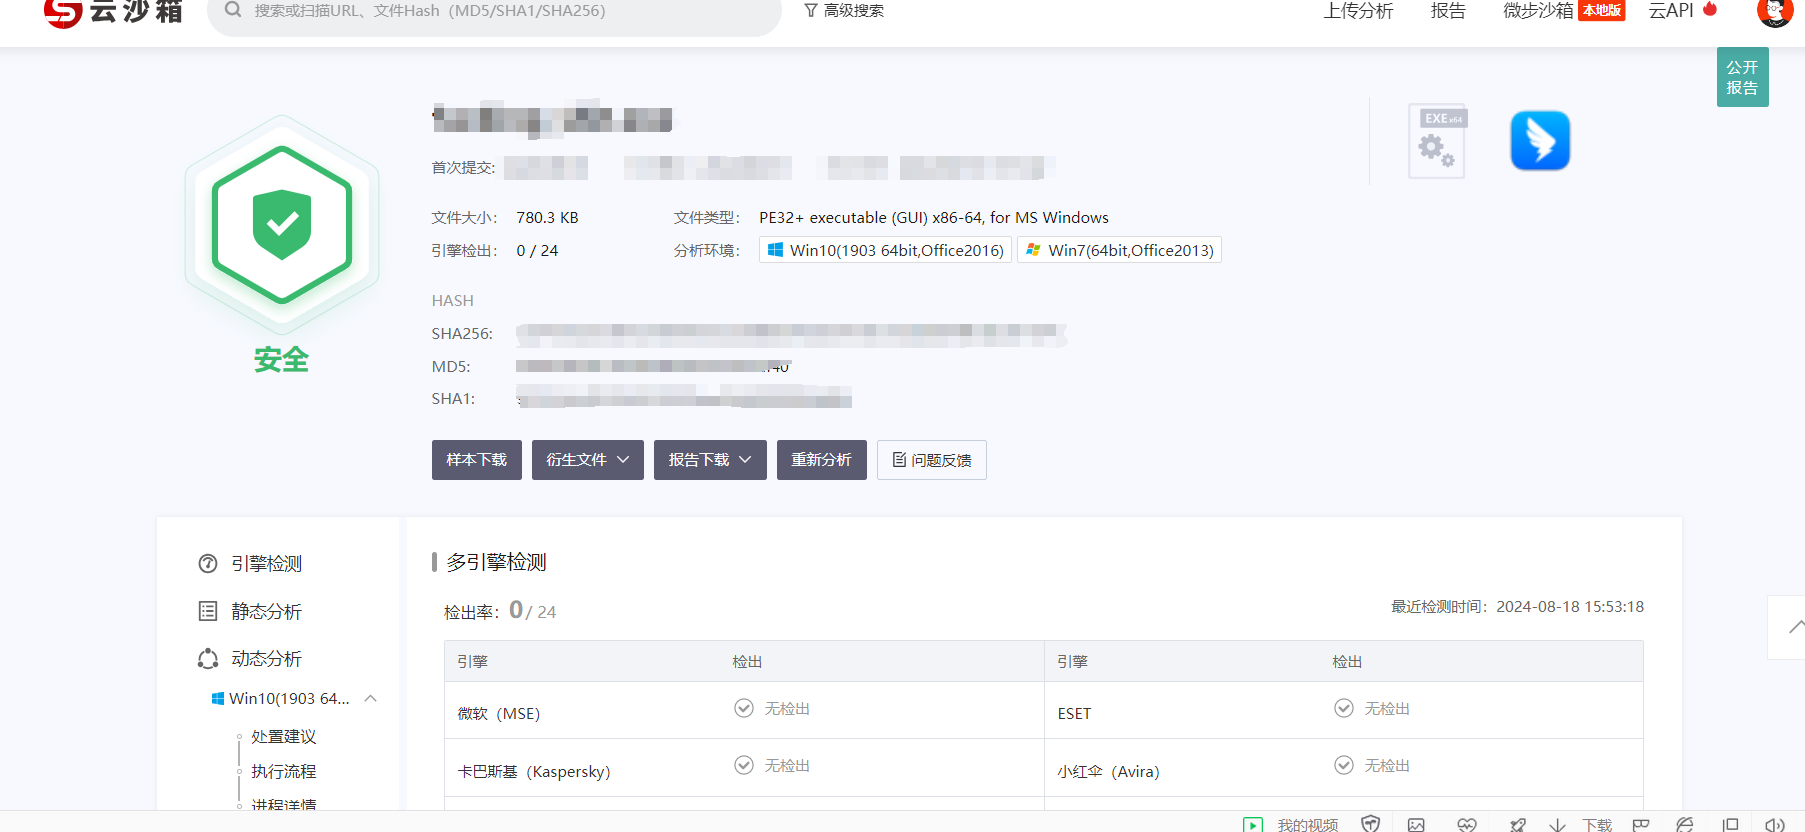 云沙箱
搜索或扫描URL、文件Hash（MD5/SHA1/SHA256）
高级搜索
上传分析
报告
微步沙箱 本地版
云API
公开
报告
EXE x64
首次提交:
文件大小: 780.3 KB
文件类型: PE32+ executable (GUI) x86-64, for MS Windows
引擎检出: 0 / 24
分析环境: Win10(1903 64bit,Office2016) Win7(64bit,Office2013)
HASH
SHA256:
MD5:
SHA1:
安全
样本下载 衍生文件 报告下载 重新分析 问题反馈
引擎检测
静态分析
动态分析
Win10(1903 64...
处置建议
执行流程
进程详情
多引擎检测
检出率: 0 / 24
最近检测时间: 2024-08-18 15:53:18
引擎 检出 引擎 检出
微软（MSE） 无检出 ESET 无检出
卡巴斯基（Kaspersky） 无检出 小红伞（Avira） 无检出
我的视频
下载